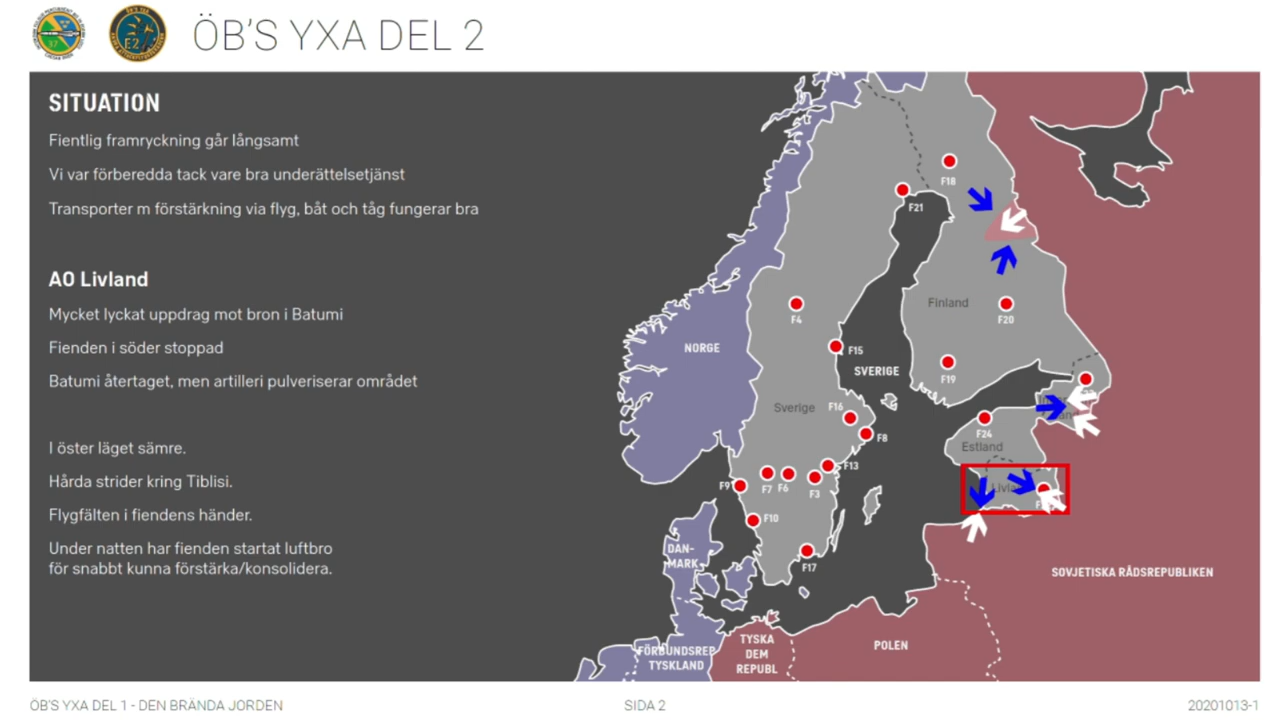 ÖB'S YXA DEL 2
SITUATION
Fientlig framryckning går långsamt
Vi var förberedda tack vare bra underättelsetjänst
Transporter m förstärkning via flyg, båt och tåg fungerar bra
AO Livland
Mycket lyckat uppdrag mot bron i Batumi
Fienden i söder stoppad
Batumi återtaget, men artilleri pulveriserar området
I öster läget sämre.
Hårda strider kring Tiblisi.
Flygfälten i fiendens händer.
Under natten har fienden startat luftbro
för snabbt kunna förstärka/konsolidera.
F18
F21
Finland
F4
F20
NORGE
F15
SVERIGE
F19
Sverige
F16
F24
F8
Estland
F13
F9
F7
F6
F3
F10
DAN-
MARK
F17
SOVJETISKA RÅDSREPUBLIKEN
TYSKA
DEM
REPUBL
POLEN
FÖRBUNDSREP
TYSKLAND
ÖB'S YXA DEL 1 - DEN BRÄNDA JORDEN
SIDA 2
20201013-1